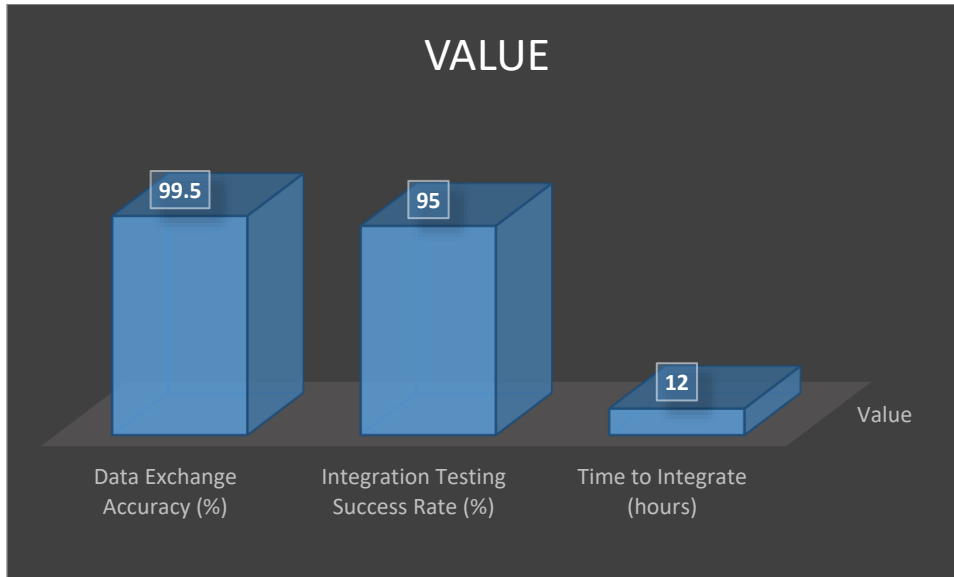 VALUE
99.5
95
12
Value
Data Exchange
Accuracy (%)
Integration Testing
Success Rate (%)
Time to Integrate
(hours)